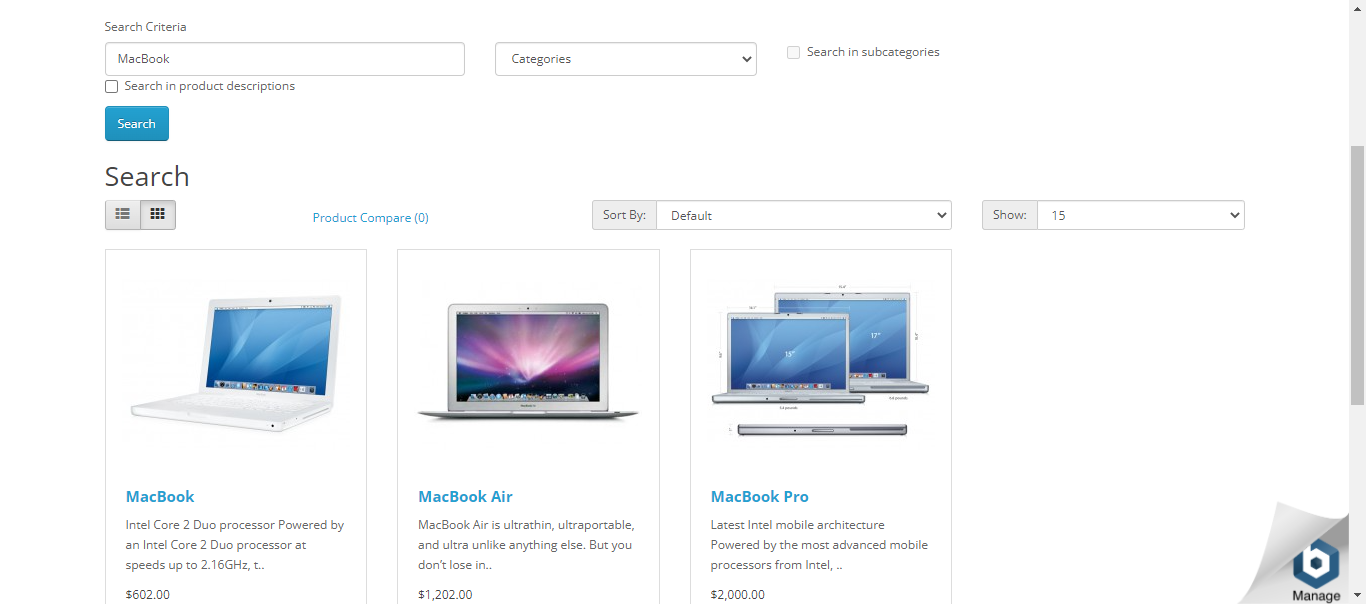 Search Criteria
MacBook
Categories
Search in subcategories
Search in product descriptions
Search
Search
Product Compare (0)
Sort By:
Default
Show:
15
15"
17"
MacBook
Intel Core 2 Duo processor Powered by
an Intel Core 2 Duo processor at
speeds up to 2.16GHz, t..
$602.00
MacBook Air
MacBook Air is ultrathin, ultraportable,
and ultra unlike anything else. But you
don’t lose in..
$1,202.00
MacBook Pro
Latest Intel mobile architecture
Powered by the most advanced mobile
processors from Intel, ..
$2,000.00
Manage